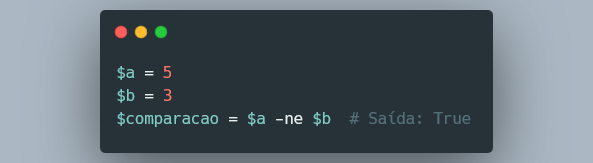 $a = 5
$b = 3
$comparacao = $a -ne $b  # Saída: True